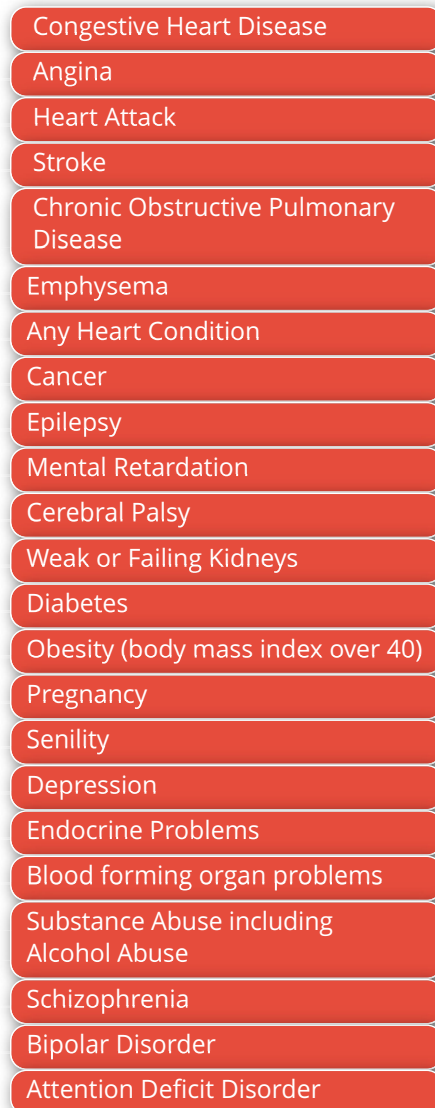 Congestive Heart Disease
Angina
Heart Attack
Stroke
Chronic Obstructive Pulmonary
Disease
Emphysema
Any Heart Condition
Cancer
Epilepsy
Mental Retardation
Cerebral Palsy
Weak or Failing Kidneys
Diabetes
Obesity (body mass index over 40)
Pregnancy
Senility
Depression
Endocrine Problems
Blood forming organ problems
Substance Abuse including
Alcohol Abuse
Schizophrenia
Bipolar Disorder
Attention Deficit Disorder